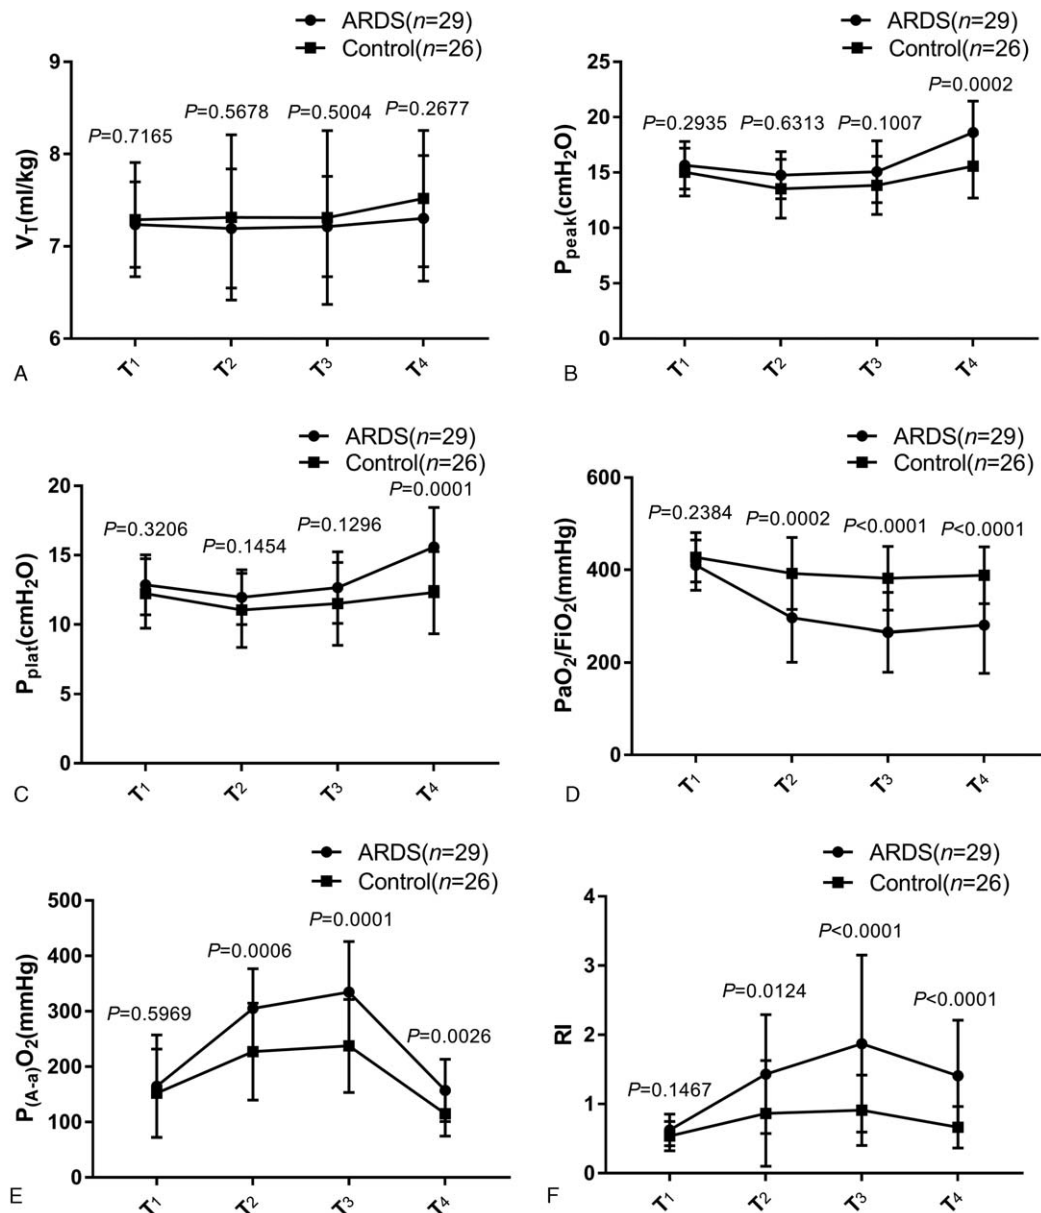 ARDS(n=29)
Control(n=26)
9
8
7
6
V_T(ml/kg)
P=0.7165
P=0.5678
P=0.5004
P=0.2677
T1
T2
T3
T4
A
ARDS(n=29)
Control(n=26)
25
20
15
10
5
0
P_peak(cmH₂O)
P=0.2935
P=0.6313
P=0.1007
P=0.0002
T1
T2
T3
T4
B
ARDS(n=29)
Control(n=26)
20
15
10
5
0
P_plat(cmH₂O)
P=0.3206
P=0.1454
P=0.1296
P=0.0001
T1
T2
T3
T4
C
ARDS(n=29)
Control(n=26)
600
400
200
0
PaO₂/FiO₂(mmHg)
P=0.2384
P=0.0002
P<0.0001
P<0.0001
T1
T2
T3
T4
D
ARDS(n=29)
Control(n=26)
500
400
300
200
100
0
P(A-a)O₂(mmHg)
P=0.5969
P=0.0006
P=0.0001
P=0.0026
T1
T2
T3
T4
E
ARDS(n=29)
Control(n=26)
4
3
2
1
0
RI
P=0.1467
P=0.0124
P<0.0001
P<0.0001
T1
T2
T3
T4
F